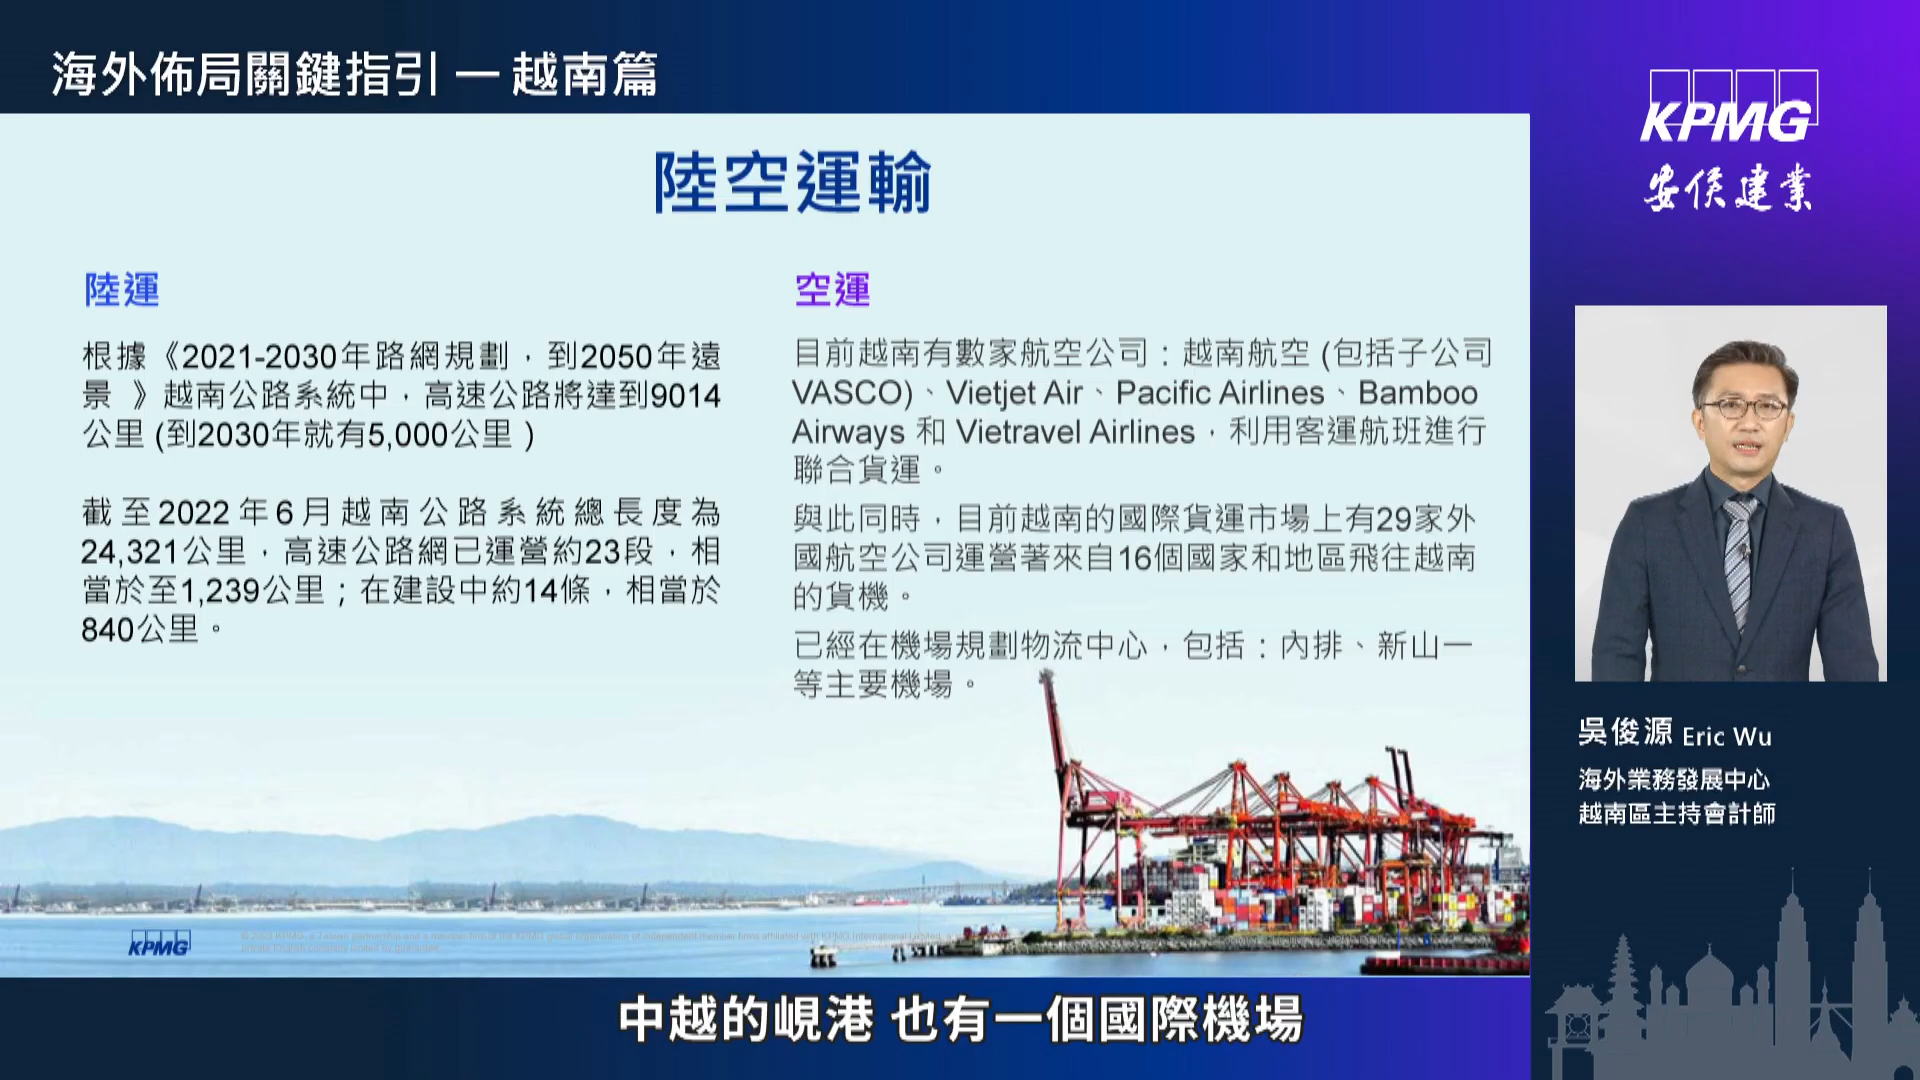 海外佈局關鍵指引 — 越南篇
KPMG
安侯建業
陸空運輸
陸運
根據《2021-2030年路網規劃，到2050年遠
景 》越南公路系統中，高速公路將達到9014
公里 (到2030年就有5,000公里 )
截至2022年6月越南公路系統總長度為
24,321公里，高速公路網已運營約23段，相
當於至1,239公里；在建設中約14條，相當於
840公里。
空運
目前越南有數家航空公司：越南航空 (包括子公司
VASCO)、Vietjet Air、Pacific Airlines、Bamboo
Airways 和 Vietravel Airlines，利用客運航班進行
聯合貨運。
與此同時，目前越南的國際貨運市場上有29家外
國航空公司運營著來自16個國家和地區飛往越南
的貨機。
已經在機場規劃物流中心，包括：內排、新山一
等主要機場。
吳俊源 Eric Wu
海外業務發展中心
越南區主持會計師
KPMG
中越的峴港 也有一個國際機場